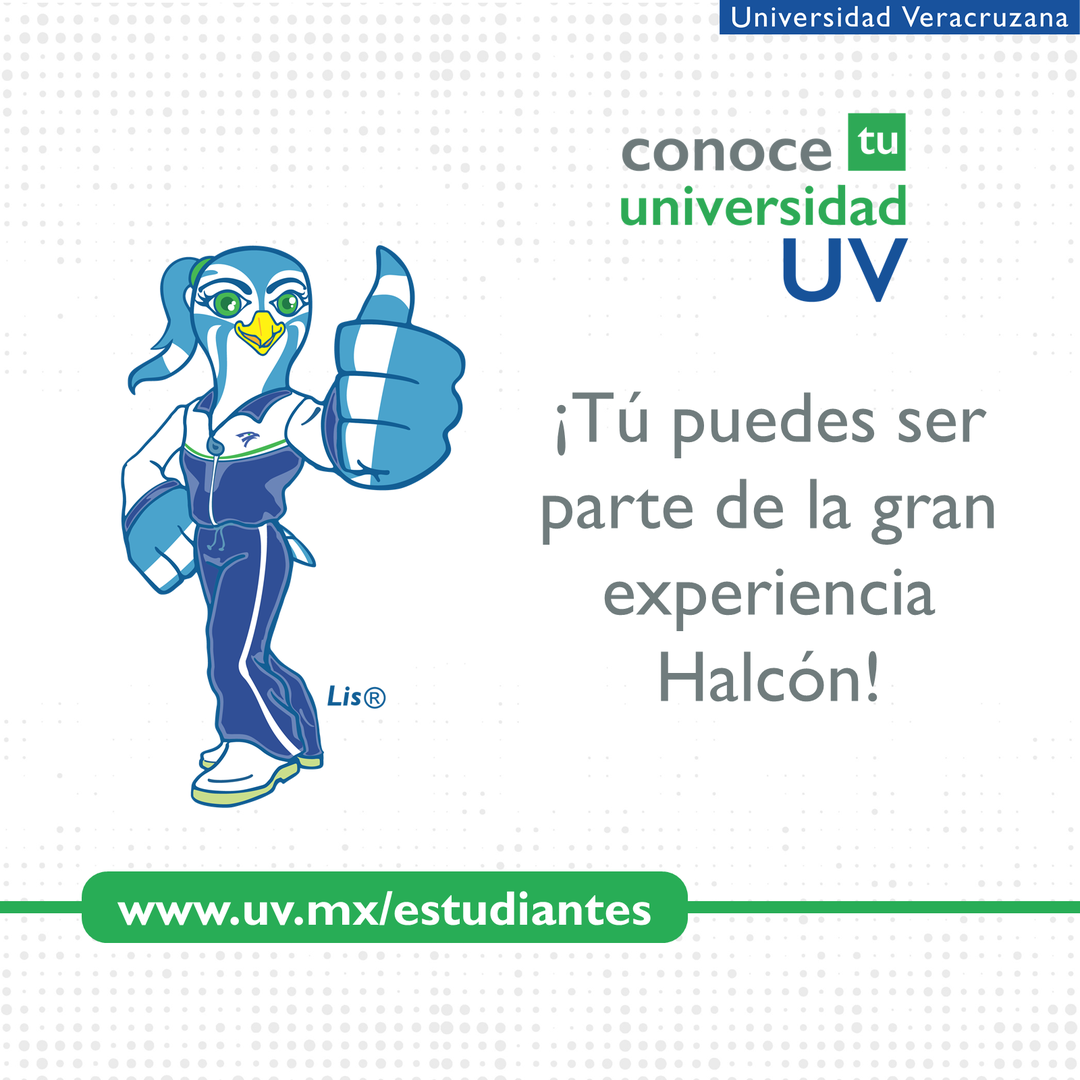 Universidad Veracruzana
conoce tu
universidad
UV
¡Tú puedes ser
parte de la gran
experiencia
Halcón!
Lis®
www.uv.mx/estudiantes